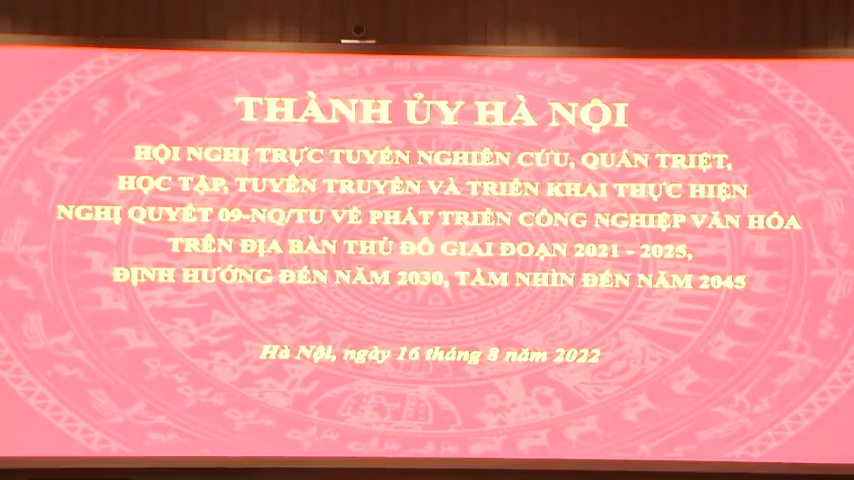 THÀNH ỦY HÀ NỘI
HỘI NGHỊ TRỰC TUYẾN NGHIÊN CỨU, QUÁN TRIỆT,
HỌC TẬP, TUYÊN TRUYỀN VÀ TRIỂN KHAI THỰC HIỆN
NGHỊ QUYẾT 09-NQ/TU VỀ PHÁT TRIỂN CÔNG NGHIỆP VĂN HÓA
TRÊN ĐỊA BÀN THỦ ĐÔ GIAI ĐOẠN 2021 - 2025,
ĐỊNH HƯỚNG ĐẾN NĂM 2030, TẦM NHÌN ĐẾN NĂM 2045
Hà Nội, ngày 16 tháng 8 năm 2022